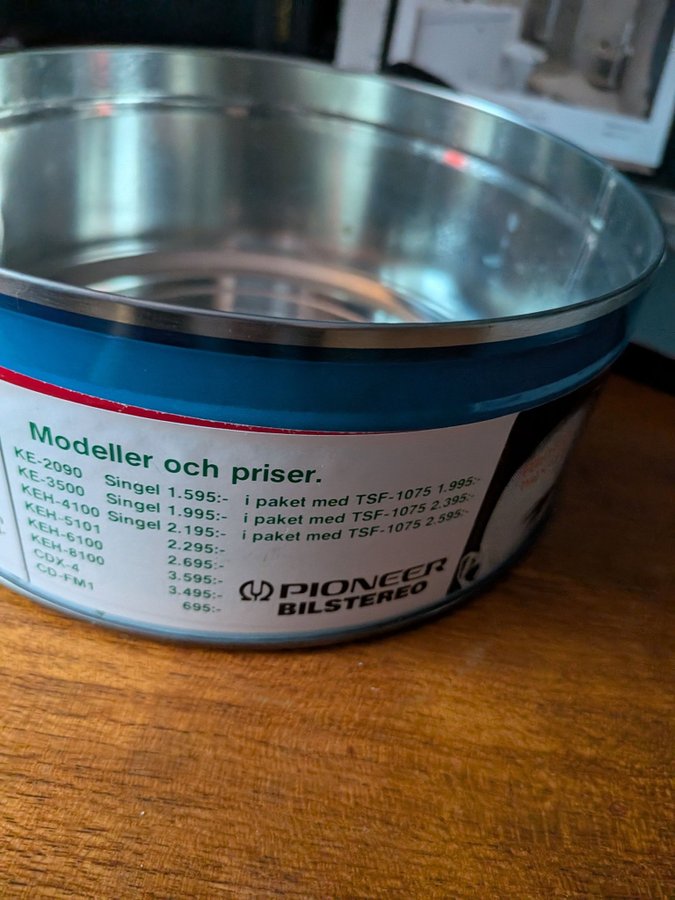 Modeller och priser.
KE-2090 Singel 1.595:- i paket med TSF-1075 1.995:-
KE-3500 Singel 1.995:- i paket med TSF-1075 2.395:-
KEH-4100 Singel 2.195:- i paket med TSF-1075 2.595:-
KEH-5101 2.295:-
KEH-6100 2.695:-
KEH-8100 3.595:-
CDX-4 3.495:-
CD-FM1 695:-
PIONEER
BILSTEREO